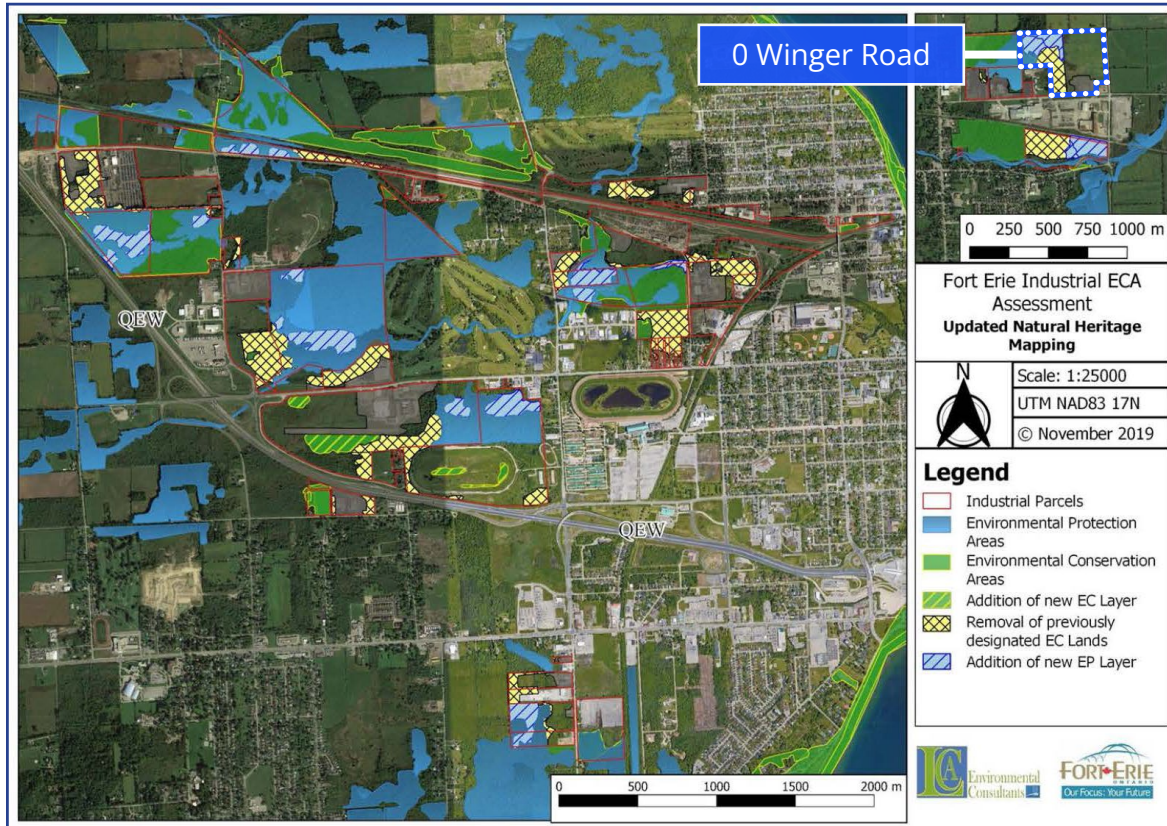 0 Winger Road
0 250 500 750 1000 m
Fort Erie Industrial ECA
Assessment
Updated Natural Heritage
Mapping
N
Scale: 1:25000
UTM NAD83 17N
© November 2019
Legend
Industrial Parcels
Environmental Protection
Areas
Environmental Conservation
Areas
Addition of new EC Layer
Removal of previously
designated EC Lands
Addition of new EP Layer
QEW
QEW
0 500 1000 1500 2000 m
LCA
Environmental
Consultants
FORT ERIE
ONTARIO
Our Focus: Your Future